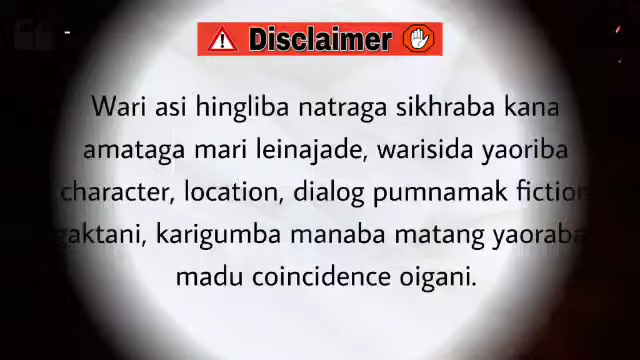 Disclaimer
Wari asi hingliba natraga sikhraba kana
amataga mari leinajade, warisida yaoriba
character, location, dialog pumnamak fiction
gaktani, karigumba manaba matang yaoraba
madu coincidence oigani.